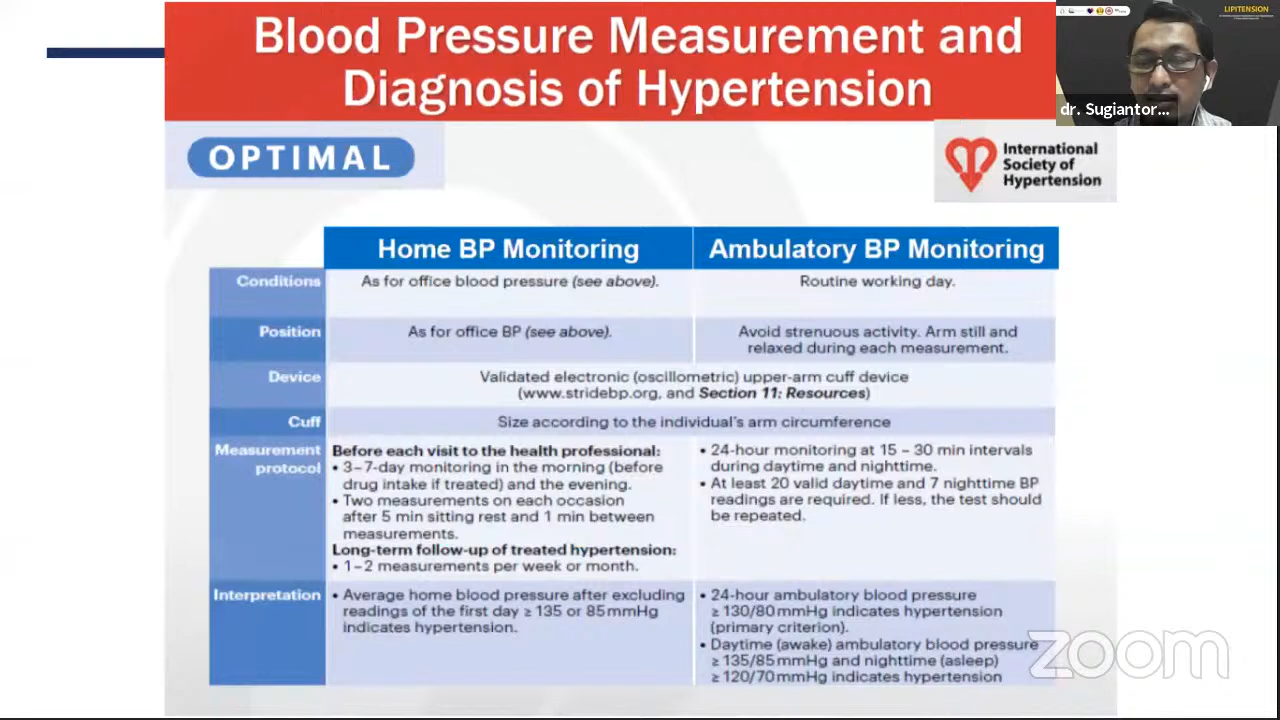 Blood Pressure Measurement and
Diagnosis of Hypertension
LIPITENSION
dr. Sugiantor...
OPTIMAL
International
Society of
Hypertension
Home BP Monitoring
Ambulatory BP Monitoring
Conditions
As for office blood pressure (see above).
Routine working day.
Position
As for office BP (see above).
Avoid strenuous activity. Arm still and
relaxed during each measurement.
Device
Validated electronic (oscillometric) upper-arm cuff device
(www.stridebp.org, and Section 11: Resources)
Cuff
Size according to the individual's arm circumference
Measurement
protocol
Before each visit to the health professional:
• 3–7-day monitoring in the morning (before
drug intake if treated) and the evening.
• Two measurements on each occasion
after 5 min sitting rest and 1 min between
measurements.
Long-term follow-up of treated hypertension:
• 1–2 measurements per week or month.
• 24-hour monitoring at 15 – 30 min intervals
during daytime and nighttime.
• At least 20 valid daytime and 7 nighttime BP
readings are required. If less, the test should
be repeated.
Interpretation
• Average home blood pressure after excluding
readings of the first day ≥ 135 or 85 mmHg
indicates hypertension.
• 24-hour ambulatory blood pressure
≥ 130/80 mmHg indicates hypertension
(primary criterion).
• Daytime (awake) ambulatory blood pressure
≥ 135/85 mmHg and nighttime (asleep)
≥ 120/70 mmHg indicates hypertension
zoom